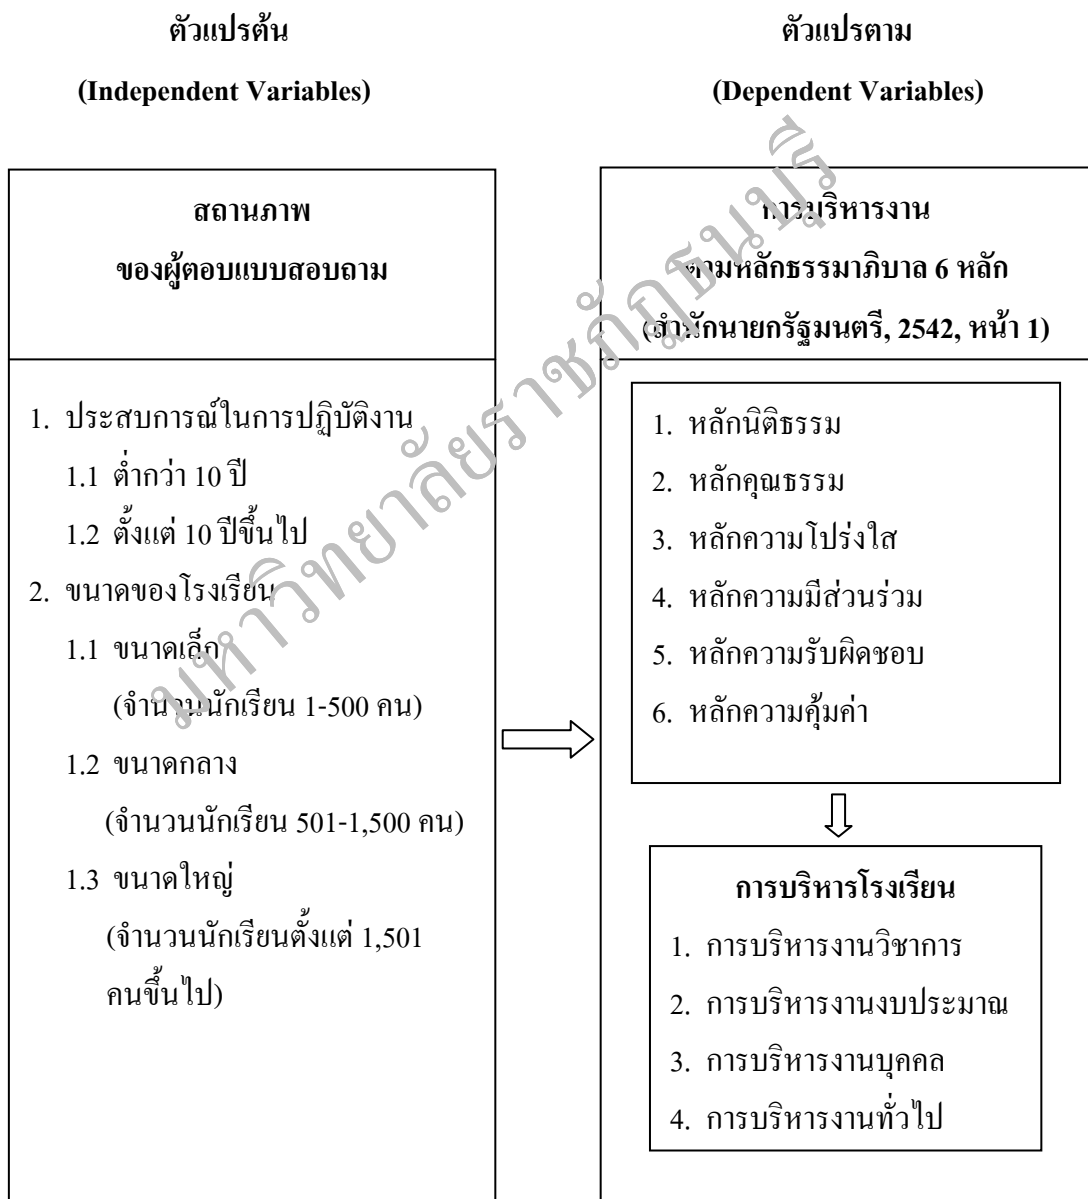 ตัวแปรต้น
(Independent Variables)
สถานภาพ
ของผู้ตอบแบบสอบถาม
1. ประสบการณ์ในการปฏิบัติงาน
1.1 ต่ำกว่า 10 ปี
1.2 ตั้งแต่ 10 ปีขึ้นไป
2. ขนาดของโรงเรียน
1.1 ขนาดเล็ก
(จำนวนนักเรียน 1-500 คน)
1.2 ขนาดกลาง
(จำนวนนักเรียน 501-1,500 คน)
1.3 ขนาดใหญ่
(จำนวนนักเรียนตั้งแต่ 1,501
คนขึ้นไป)
ตัวแปรตาม
(Dependent Variables)
การบริหารงาน
ตามหลักธรรมาภิบาล 6 หลัก
(สำนักนายกรัฐมนตรี, 2542, หน้า 1)
1. หลักนิติธรรม
2. หลักคุณธรรม
3. หลักความโปร่งใส
4. หลักความมีส่วนร่วม
5. หลักความรับผิดชอบ
6. หลักความคุ้มค่า
การบริหารโรงเรียน
1. การบริหารงานวิชาการ
2. การบริหารงานงบประมาณ
3. การบริหารงานบุคคล
4. การบริหารงานทั่วไป
มหาวิทยาลัยราชภัฏธนบุรี